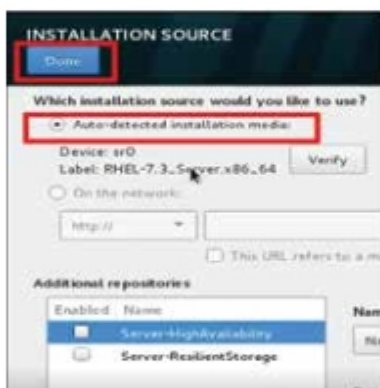 INSTALLATION SOURCE
Done
Which installation source would you like to use?
Auto-detected installation media:
Device: sr0
Label: RHEL-7.3_Server.x86_64
Verify
On the network:
http://
This URL refers to a
Additional repositories
Enabled Name
Server-HighAvailability
Server-ResilientStorage